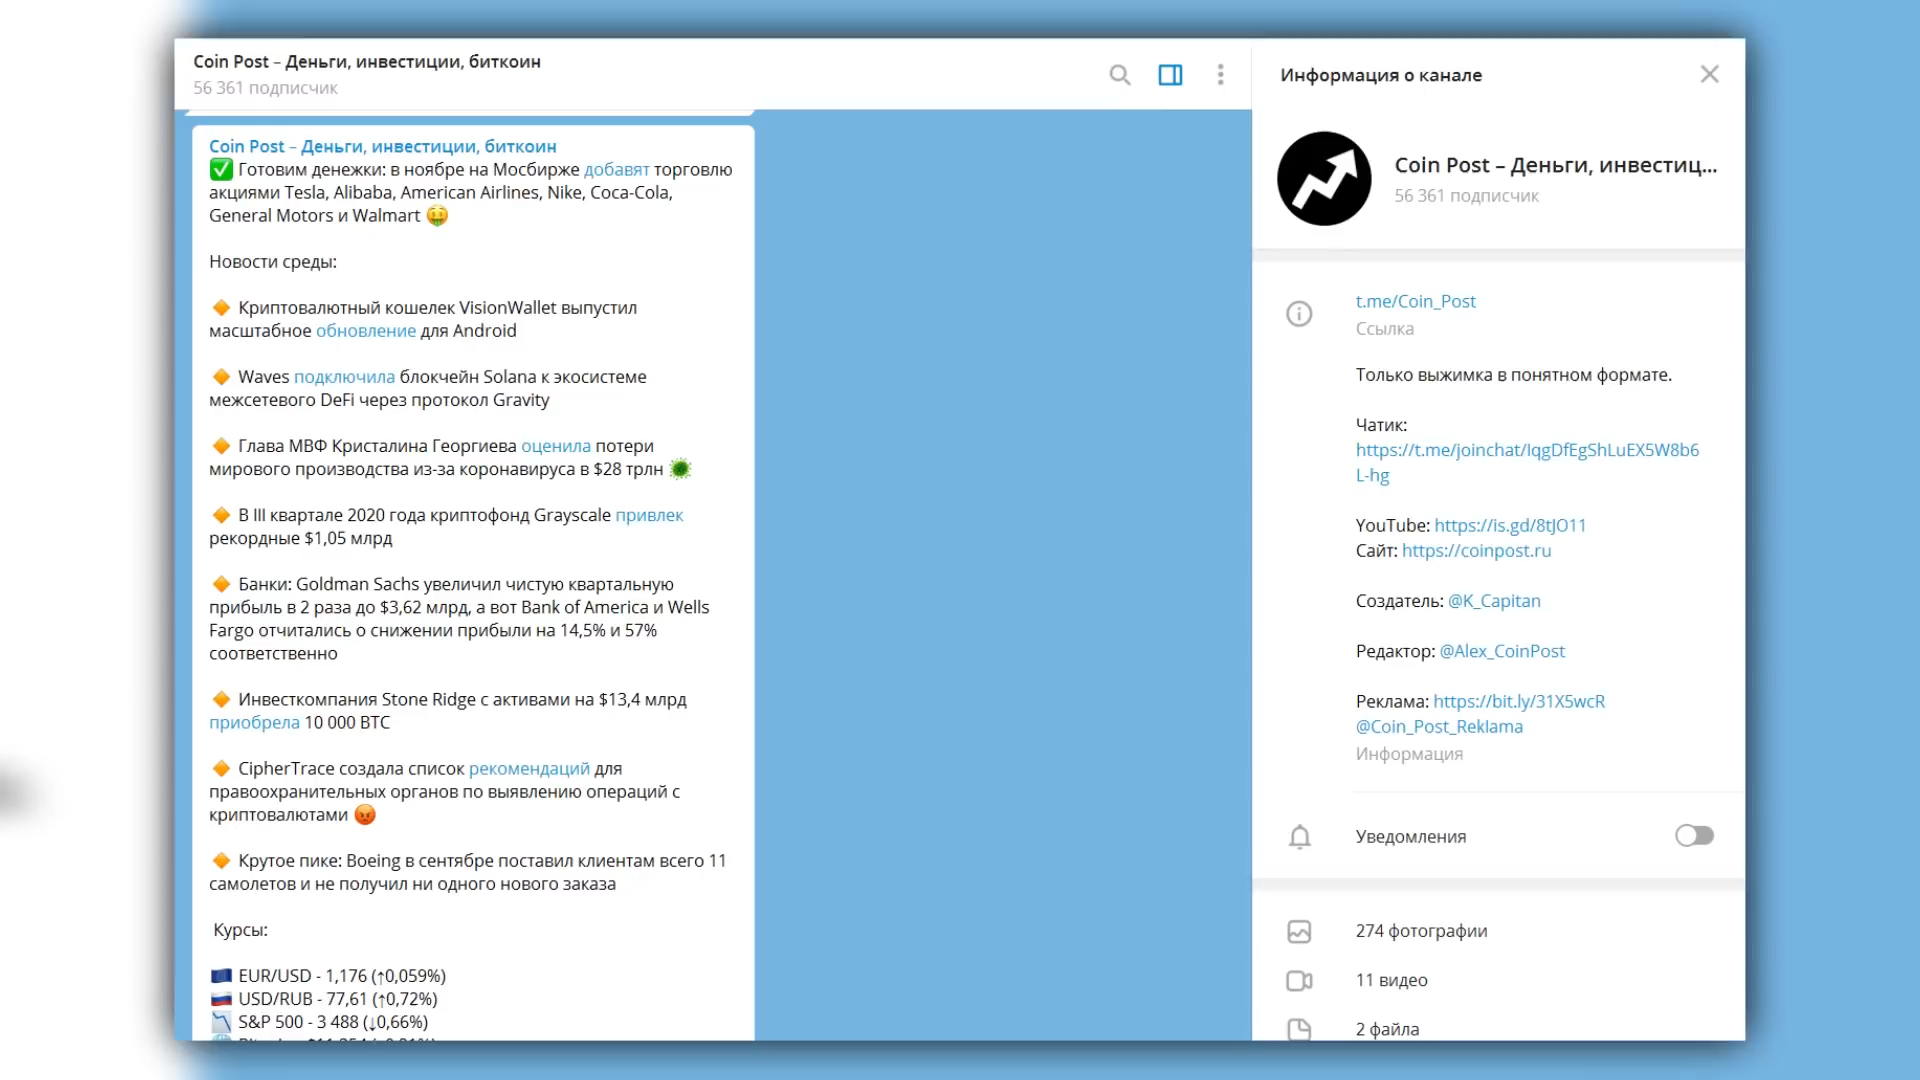 Coin Post – Деньги, инвестиции, биткоин
56 361 подписчик
Coin Post – Деньги, инвестиции, биткоин
✅ Готовим денежки: в ноябре на Мосбирже добавят торговлю
акциями Tesla, Alibaba, American Airlines, Nike, Coca-Cola,
General Motors и Walmart 🤑
Новости среды:
🔶 Криптовалютный кошелек VisionWallet выпустил
масштабное обновление для Android
🔶 Waves подключила блокчейн Solana к экосистеме
межсетевого DeFi через протокол Gravity
🔶 Глава МВФ Кристалина Георгиева оценила потери
мирового производства из-за коронавируса в $28 трлн 🦠
🔶 В III квартале 2020 года криптофонд Grayscale привлек
рекордные $1,05 млрд
🔶 Банки: Goldman Sachs увеличил чистую квартальную
прибыль в 2 раза до $3,62 млрд, а вот Bank of America и Wells
Fargo отчитались о снижении прибыли на 14,5% и 57%
соответственно
🔶 Инвесткомпания Stone Ridge с активами на $13,4 млрд
приобрела 10 000 BTC
🔶 CipherTrace создала список рекомендаций для
правоохранительных органов по выявлению операций с
криптовалютами 😡
🔶 Крутое пике: Boeing в сентябре поставил клиентам всего 11
самолетов и не получил ни одного нового заказа
Курсы:
🇪🇺 EUR/USD - 1,176 (↑0,059%)
🇷🇺 USD/RUB - 77,61 (↑0,72%)
📉 S&P 500 - 3 488 (↓0,66%)
Информация о канале
Coin Post – Деньги, инвестиц...
56 361 подписчик
t.me/Coin_Post
Ссылка
Только выжимка в понятном формате.
Чатик:
https://t.me/joinchat/IqgDfEgShLuEX5W8b6
L-hg
YouTube: https://is.gd/8tJO11
Сайт: https://coinpost.ru
Создатель: @K_Capitan
Редактор: @Alex_CoinPost
Реклама: https://bit.ly/31X5wcR
@Coin_Post_Reklama
Информация
Уведомления
274 фотографии
11 видео
2 файла